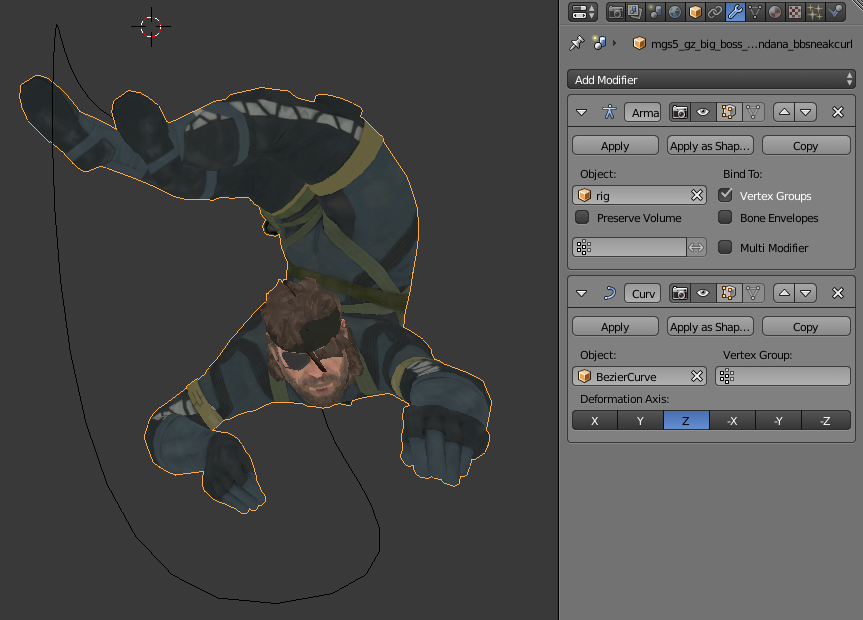 mgs5_gz_big_boss_...ndana_bbsneakcurl
Add Modifier
Arma
Apply
Apply as Shap...
Copy
Object:
Bind To:
rig
Vertex Groups
Preserve Volume
Bone Envelopes
Multi Modifier
Curv
Apply
Apply as Shap...
Copy
Object:
Vertex Group:
BezierCurve
Deformation Axis:
X Y Z -X -Y -Z